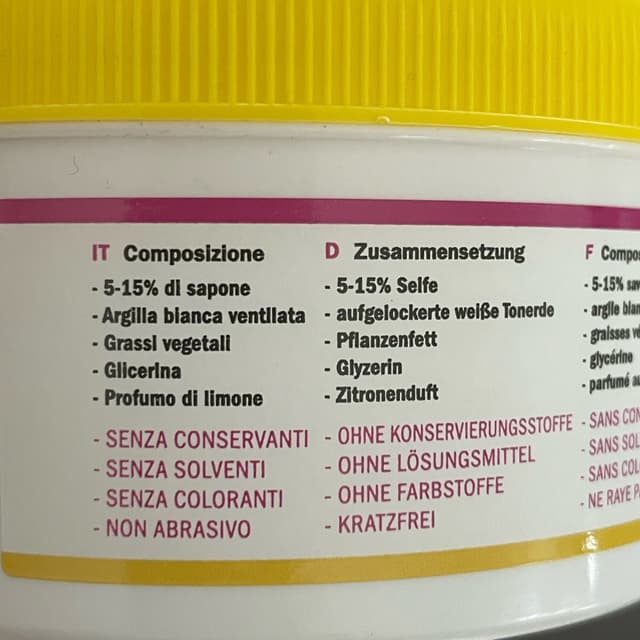 IT Composizione
- 5-15% di sapone
- Argilla bianca ventilata
- Grassi vegetali
- Glicerina
- Profumo di limone
- SENZA CONSERVANTI
- SENZA SOLVENTI
- SENZA COLORANTI
- NON ABRASIVO
D Zusammensetzung
- 5-15% Seife
- aufgelockerte weiße Tonerde
- Pflanzenfett
- Glyzerin
- Zitronenduft
- OHNE KONSERVIERUNGSSTOFFE
- OHNE LÖSUNGSMITTEL
- OHNE FARBSTOFFE
- KRATZFREI
F Compo
- 5-15%
- argile
- graisses
- glycérine
- parfumé
- SANS
- SANS
- SANS
- NE RAYE